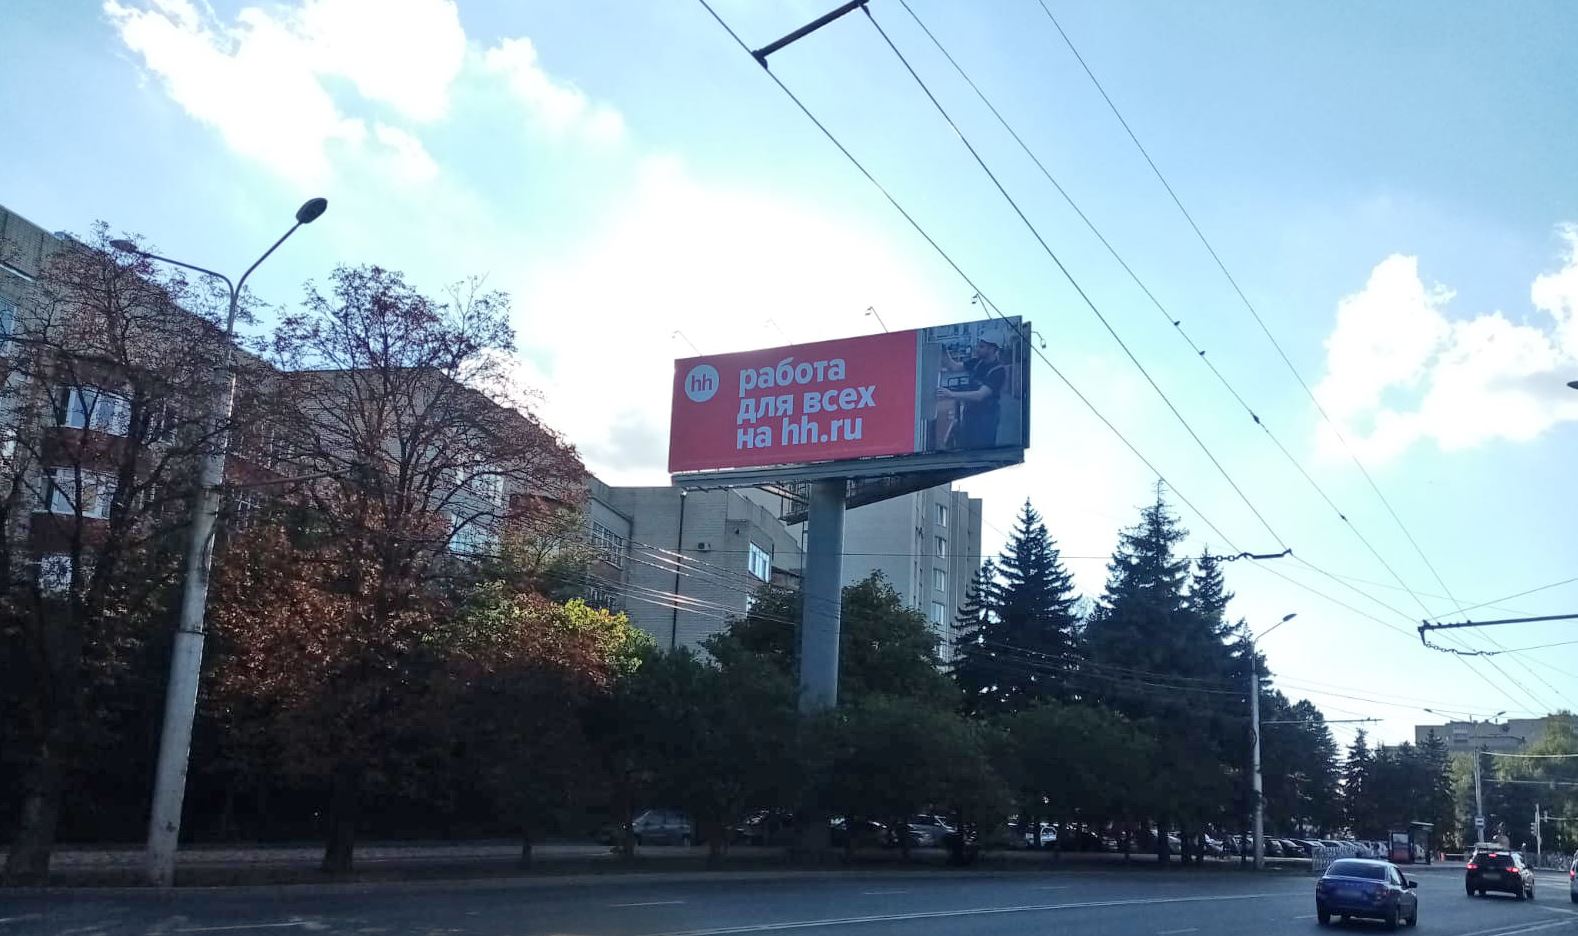 hh
работа
для всех
на hh.ru